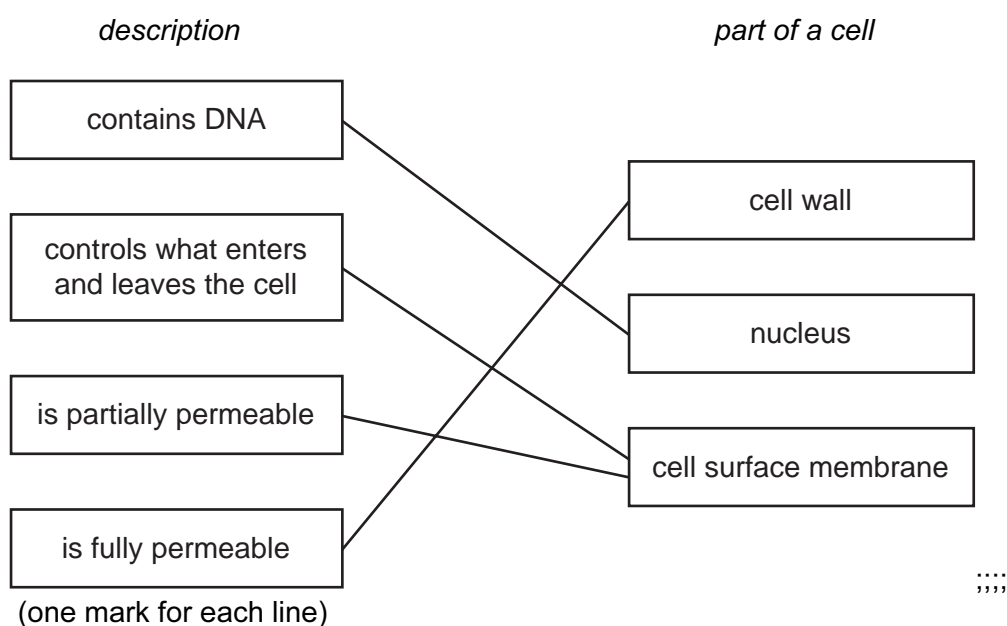 description
contains DNA
controls what enters
and leaves the cell
is partially permeable
is fully permeable
(one mark for each line)
part of a cell
cell wall
nucleus
cell surface membrane
;;;;